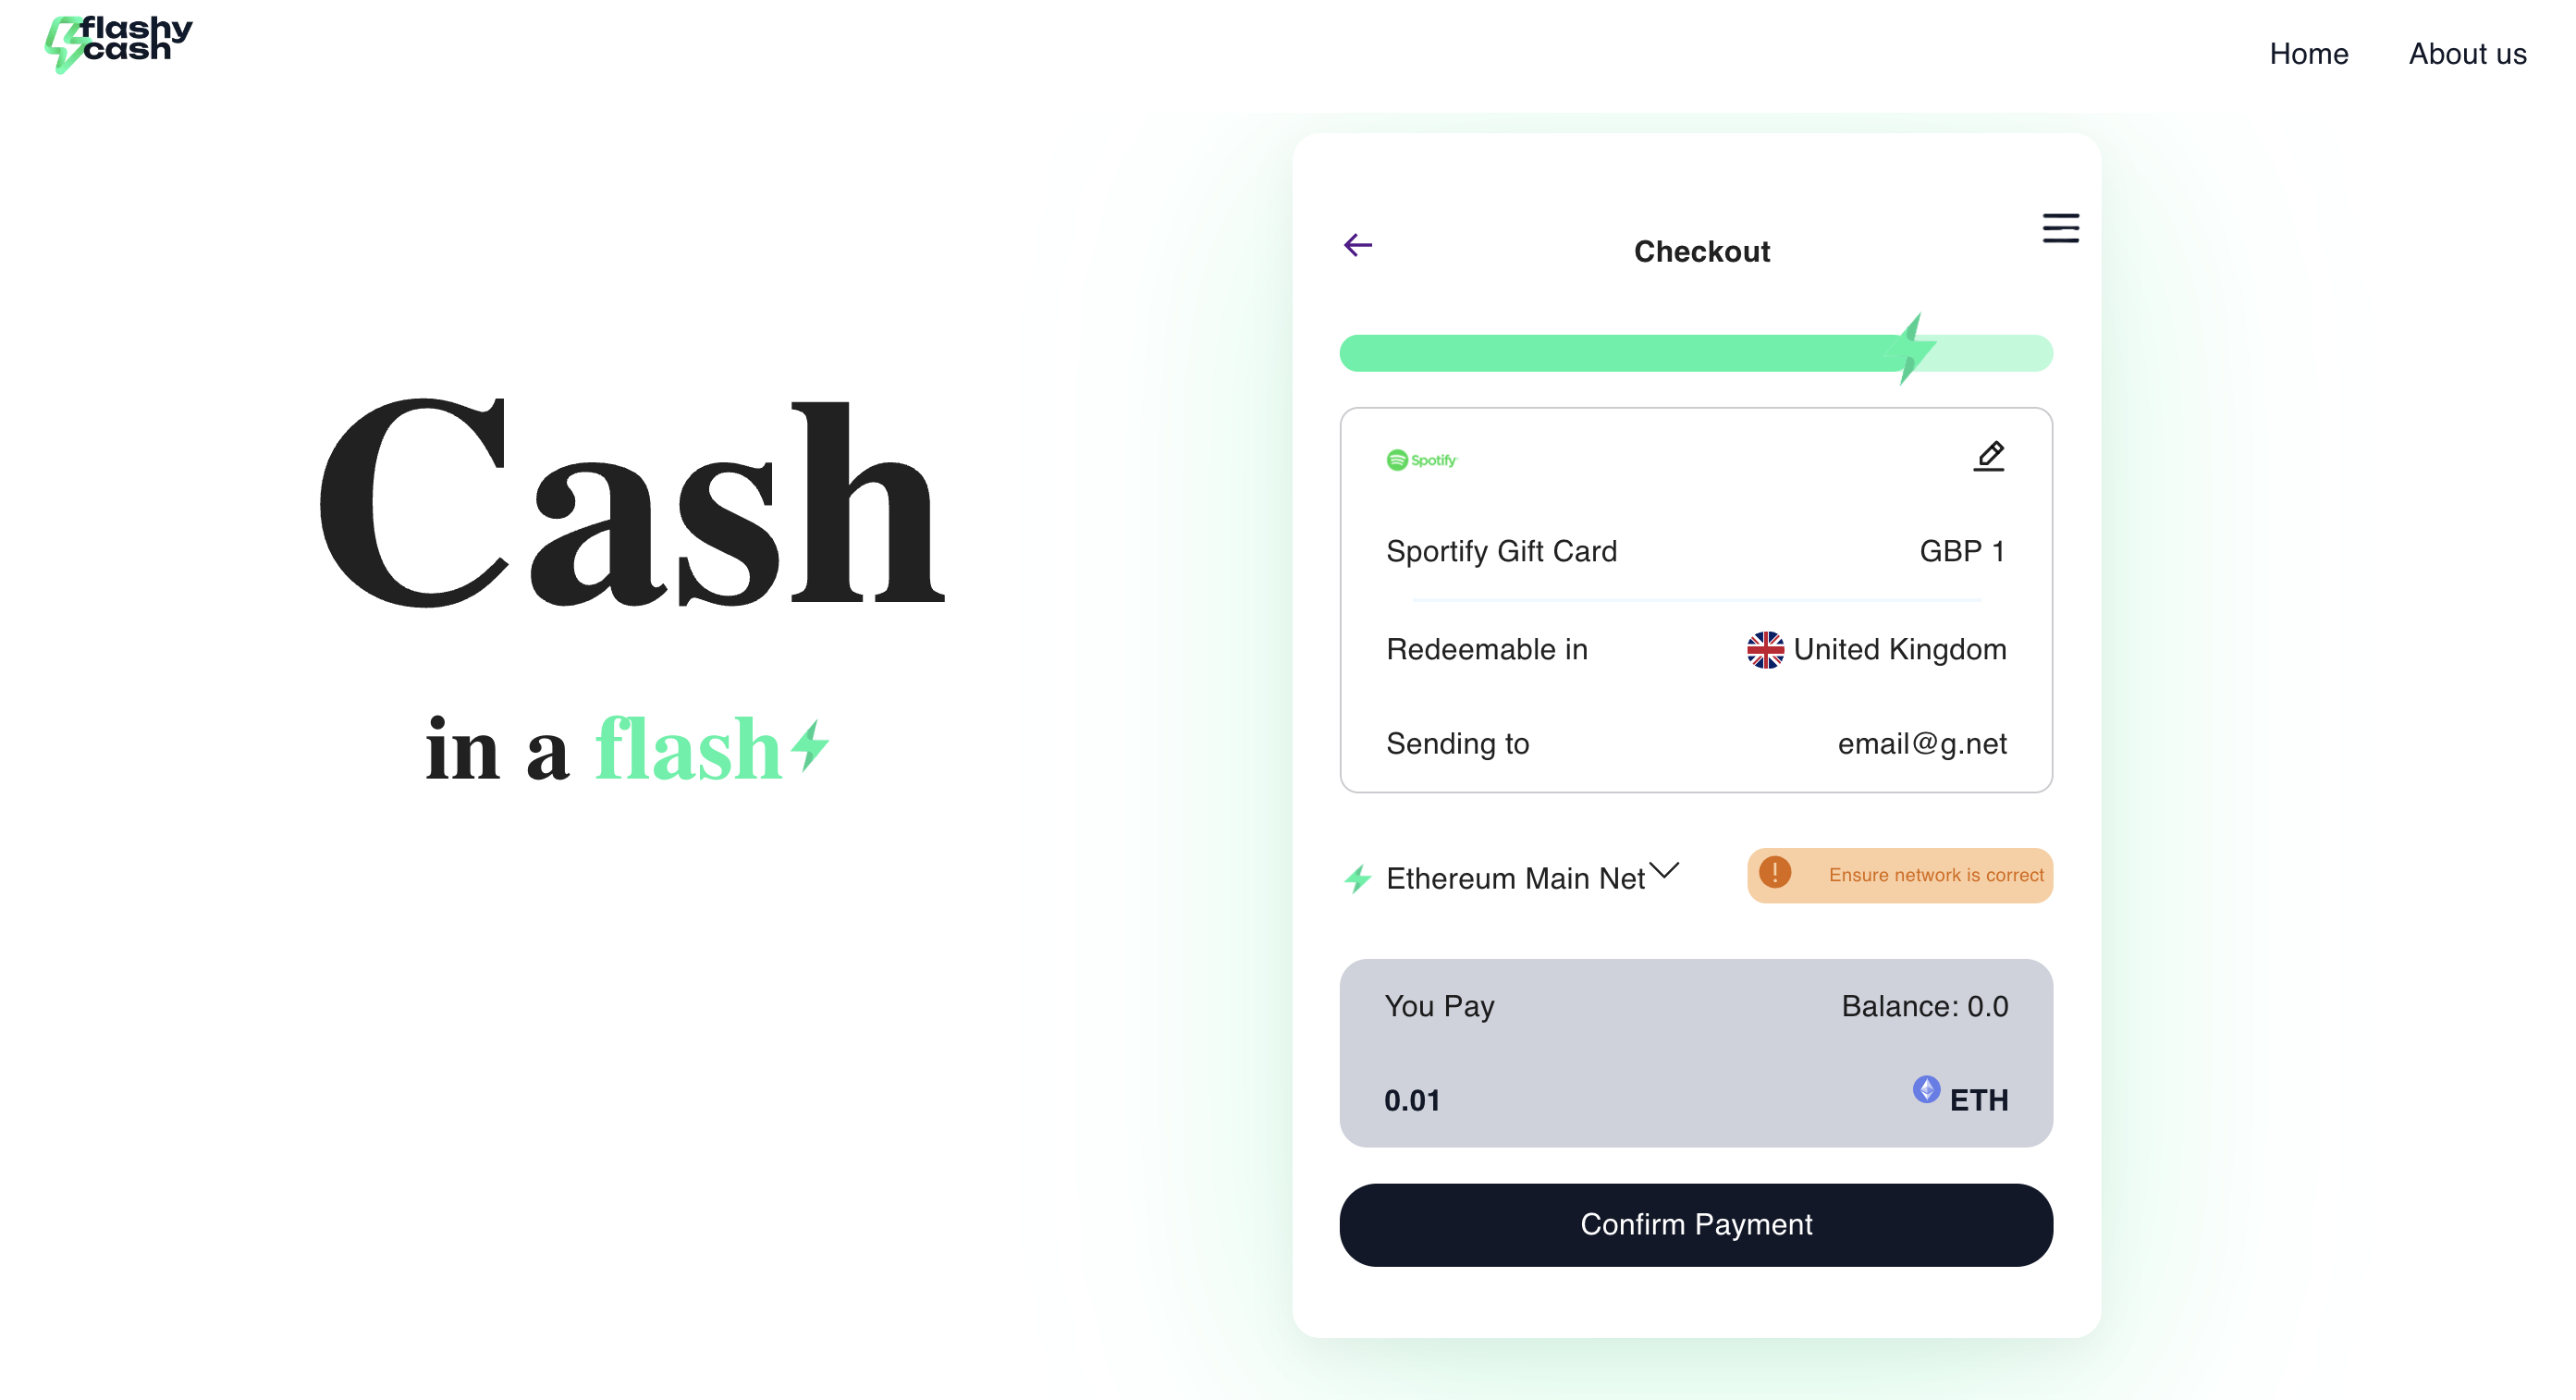 flashy
cash
Home About us
Cash
in a flash
Checkout
Spotify
Sportify Gift Card GBP 1
Redeemable in United Kingdom
Sending to email@g.net
Ethereum Main Net Ensure network is correct
You Pay Balance: 0.0
0.01 ETH
Confirm Payment